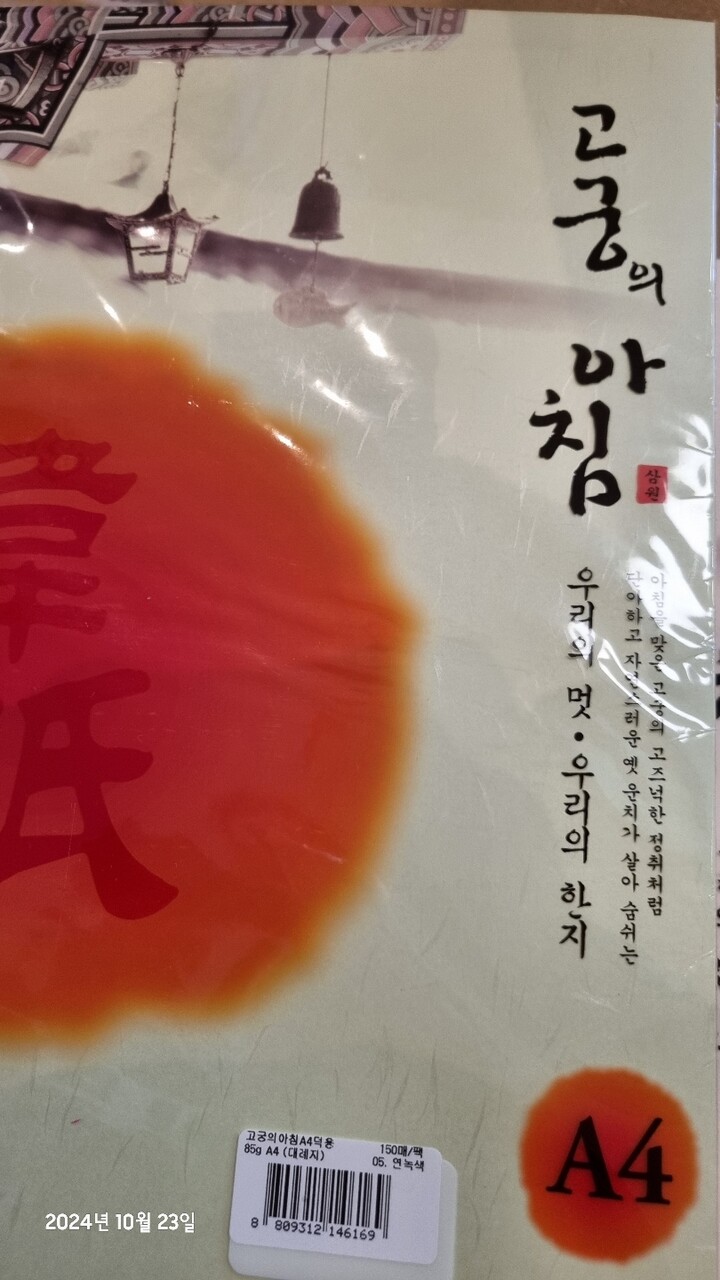 고궁의
아침
삼원
아침을 맞은 고궁의 고즈넉한 정취처럼
단아하고 자연스러운 옛 운치가 살아 숨쉬는
우리의 멋·우리의 한지
紙
A4
고궁의아침A4덕용
85g A4 (대례지) 150매/팩
05. 연녹색
8 809312 146169
2024년 10월 23일